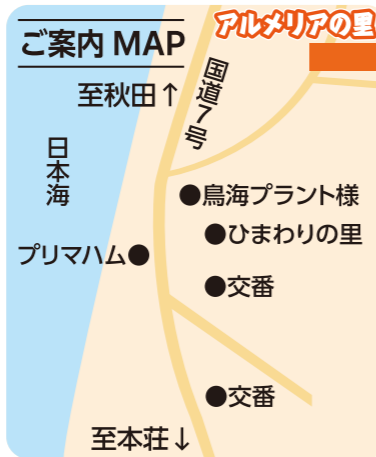 アルメリアの里
ご案内 MAP
至秋田↑
国道7号
日本海
●鳥海プラント様
●ひまわりの里
プリマハム●
●交番
●交番
至本荘↓